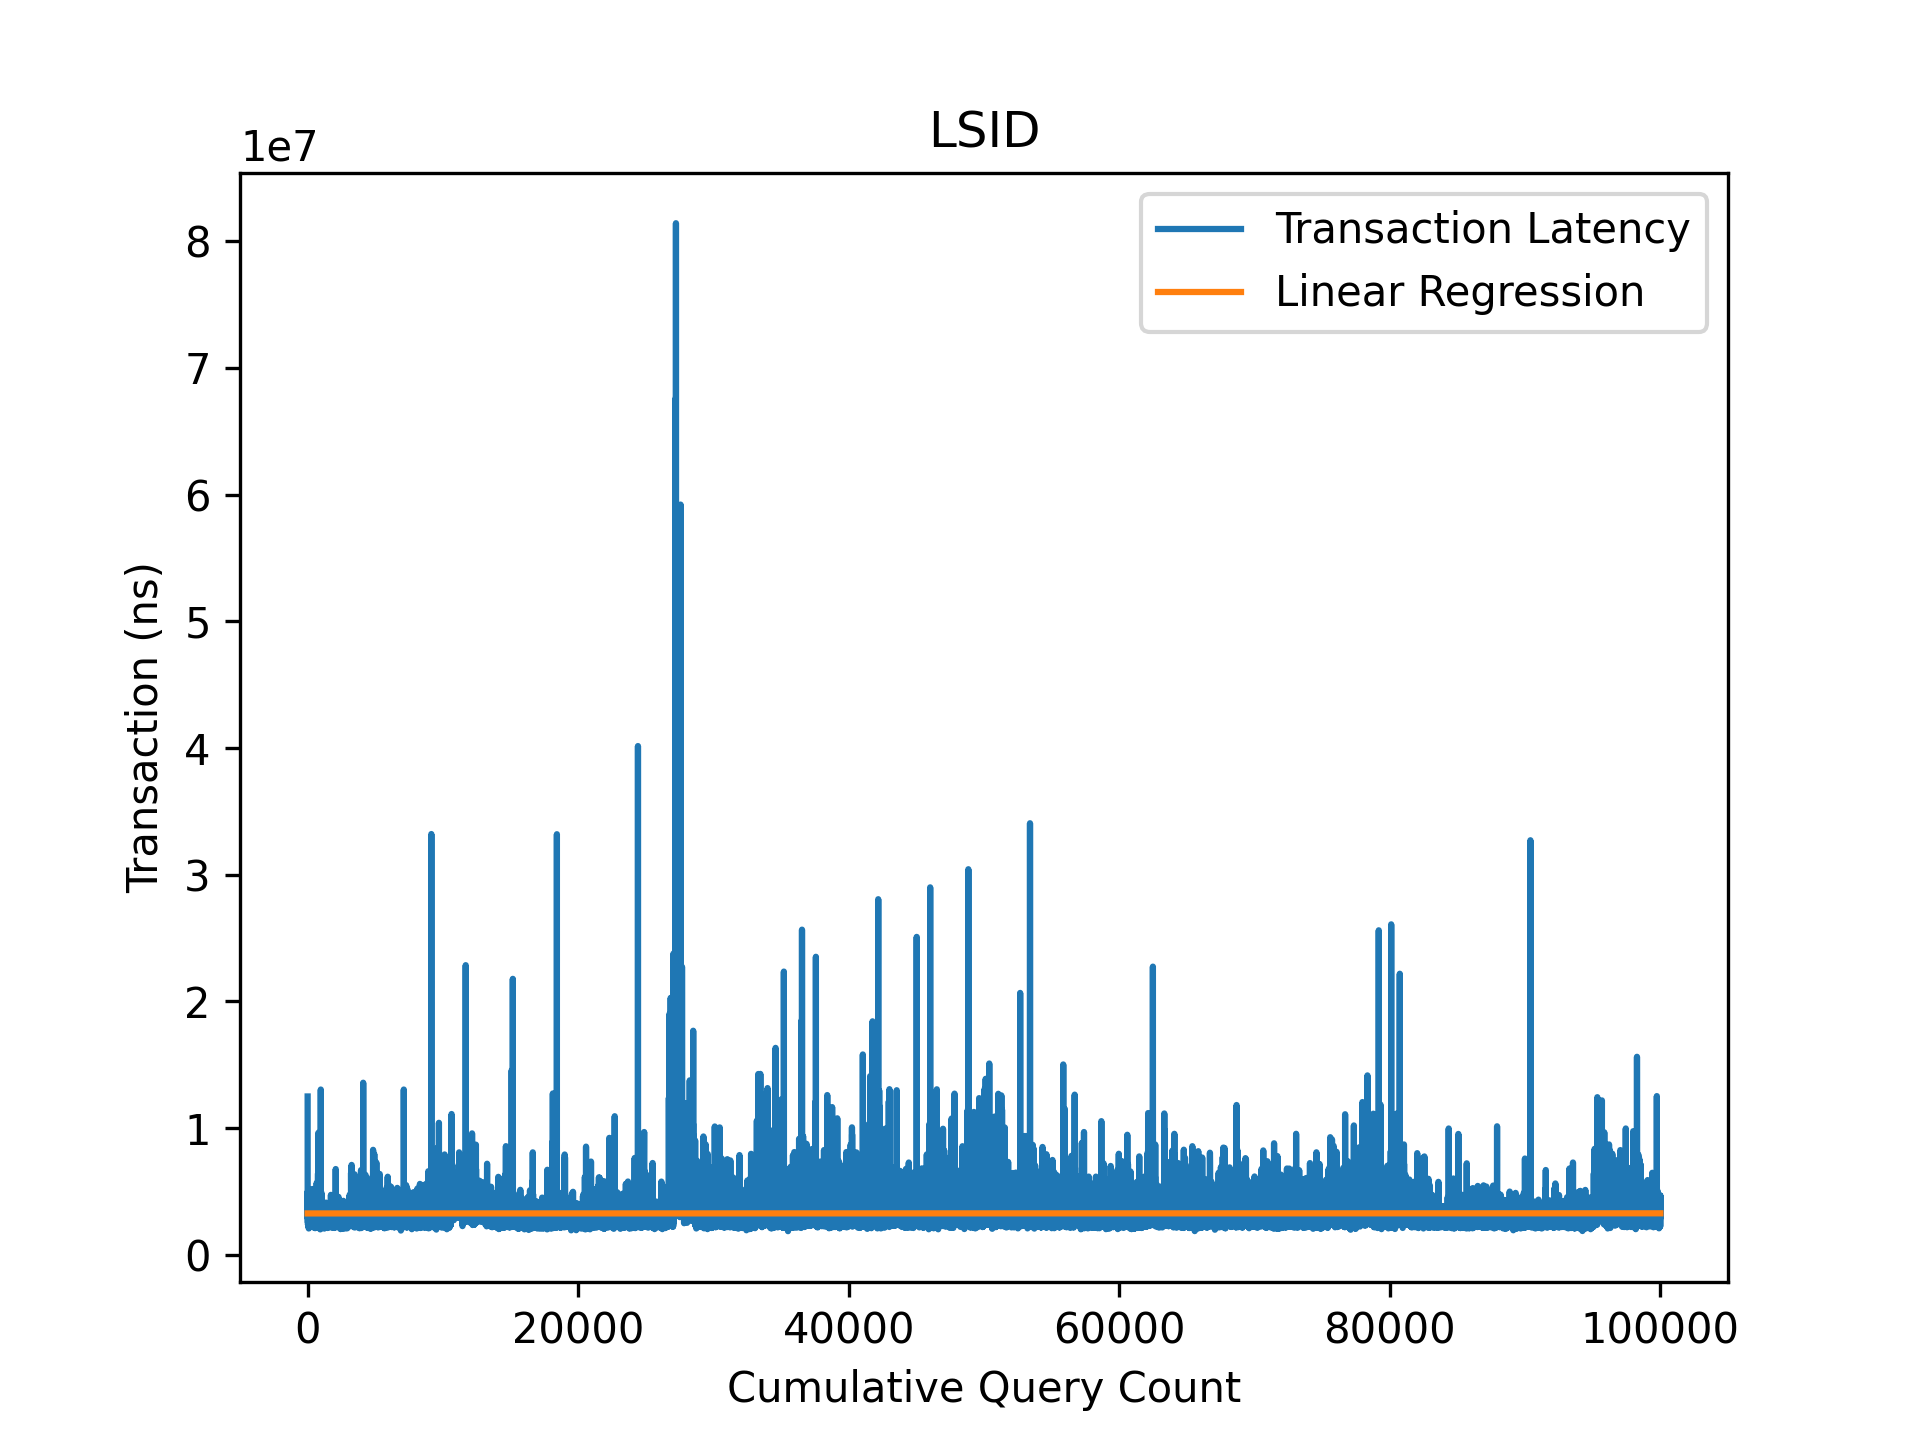 LSID
1e7
Transaction Latency
Linear Regression
8
7
6
5
4
3
2
1
0
Transaction (ns)
0 20000 40000 60000 80000 100000
Cumulative Query Count